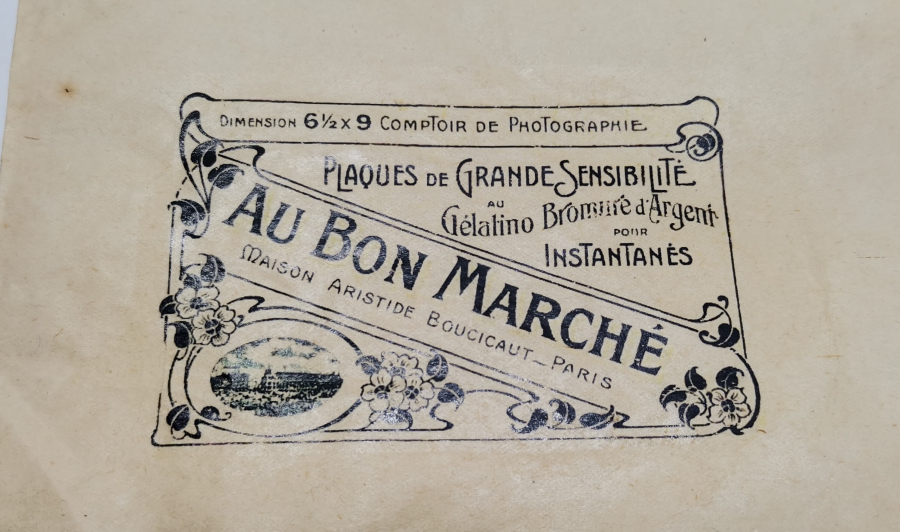 DIMENSION 6½ X 9 COMPTOIR DE PHOTOGRAPHIE
PLAQUES DE GRANDE SENSIBILITÉ
AU
Gélatino Bromure d'Argent
POUR
INSTANTANÉS
AU BON MARCHÉ
MAISON ARISTIDE BOUCICAUT_PARIS